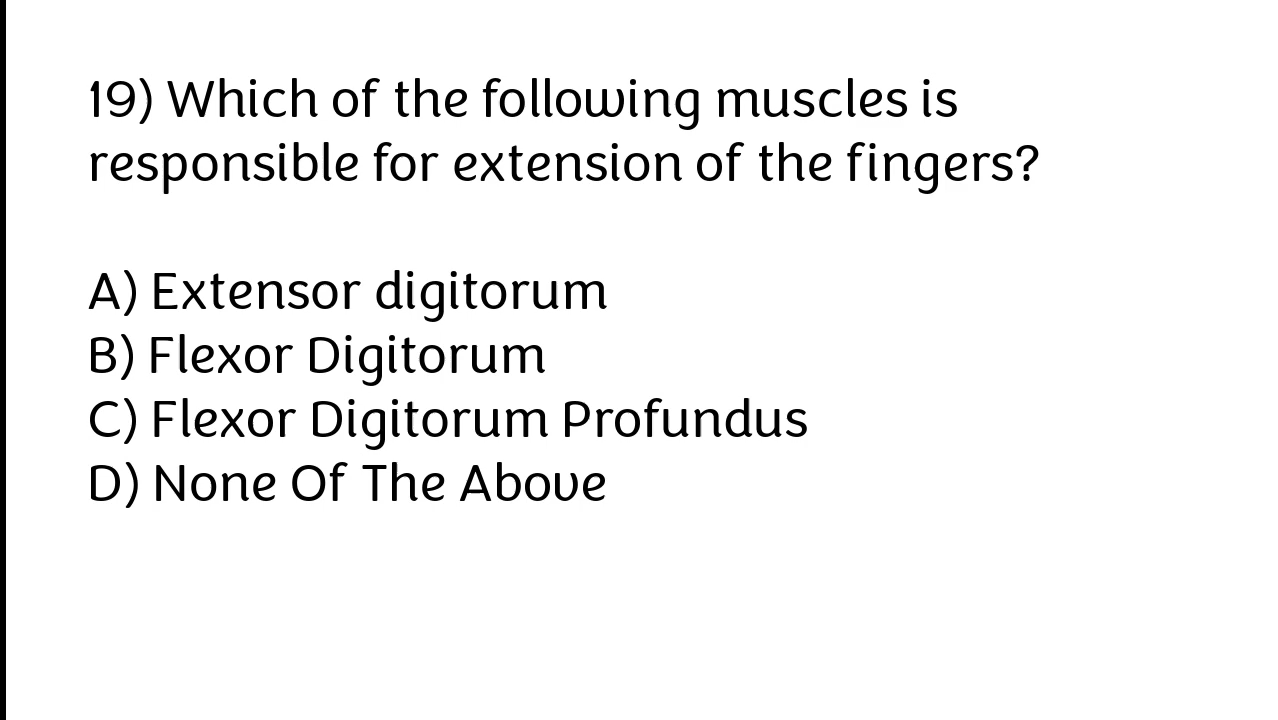 19) Which of the following muscles is
responsible for extension of the fingers?
A) Extensor digitorum
B) Flexor Digitorum
C) Flexor Digitorum Profundus
D) None Of The Above